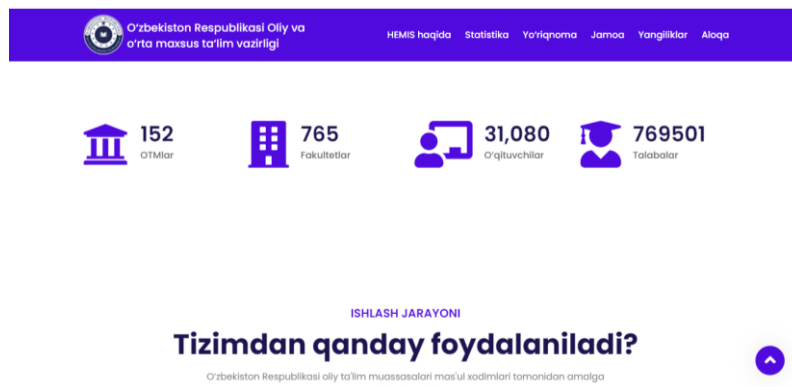 O‘zbekiston Respublikasi Oliy va
o‘rta maxsus ta’lim vazirligi
HEMIS haqida Statistika Yo‘riqnoma Jamoa Yangiliklar Aloqa
152
OTMlar
765
Fakultetlar
31,080
O‘qituvchilar
769501
Talabalar
ISHLASH JARAYONI
Tizimdan qanday foydalaniladi?
O‘zbekiston Respublikasi oliy ta'lim muassasalari mas'ul xodimlari tomonidan amalga